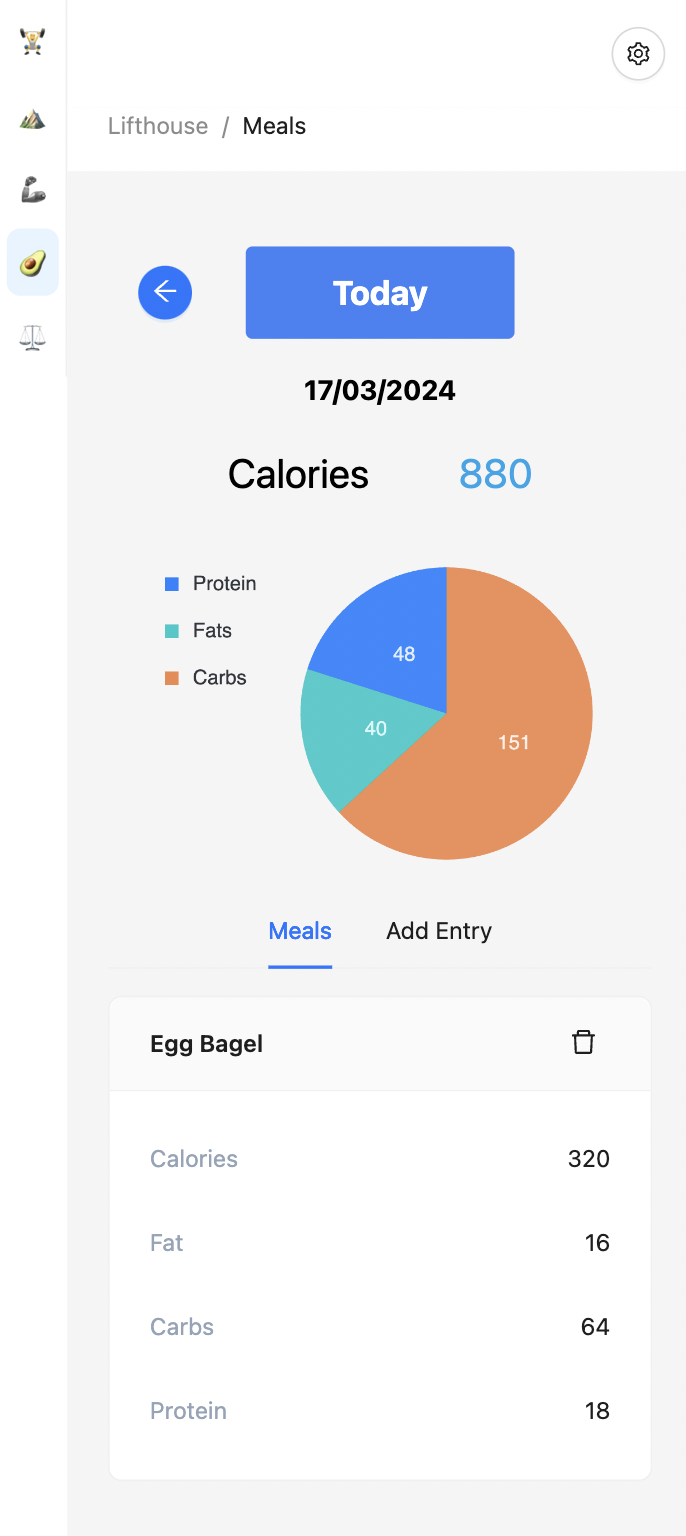 Lifthouse / Meals
Today
17/03/2024
Calories 880
Protein
Fats
Carbs
48
40
151
Meals Add Entry
Egg Bagel
Calories 320
Fat 16
Carbs 64
Protein 18